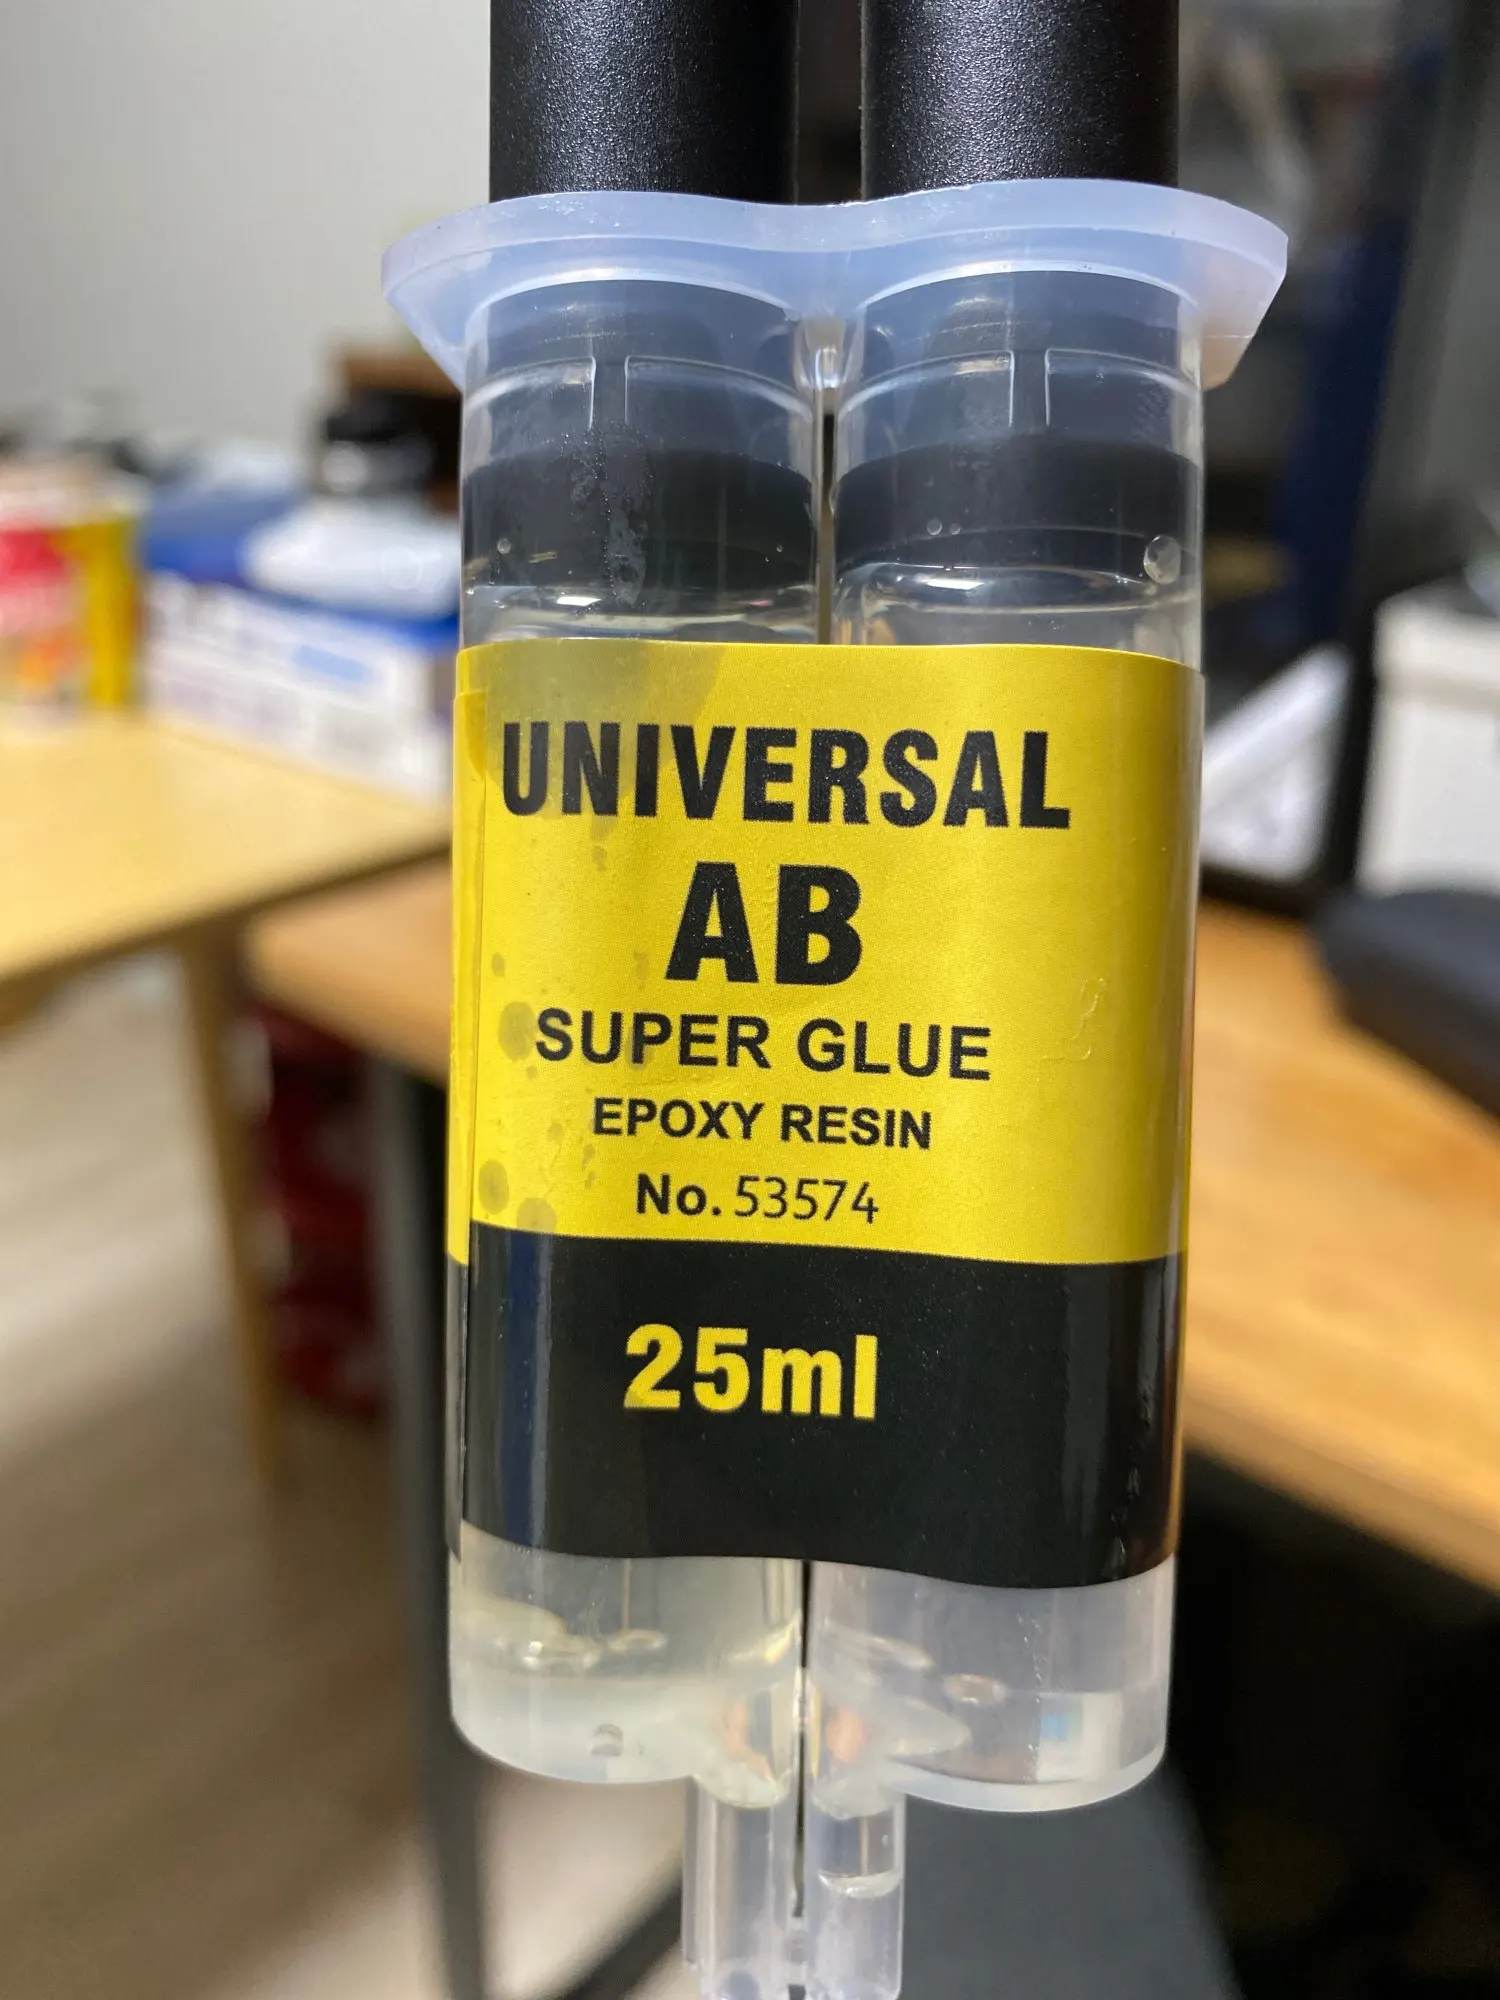 UNIVERSAL
AB
SUPER GLUE
EPOXY RESIN
No. 53574
25ml